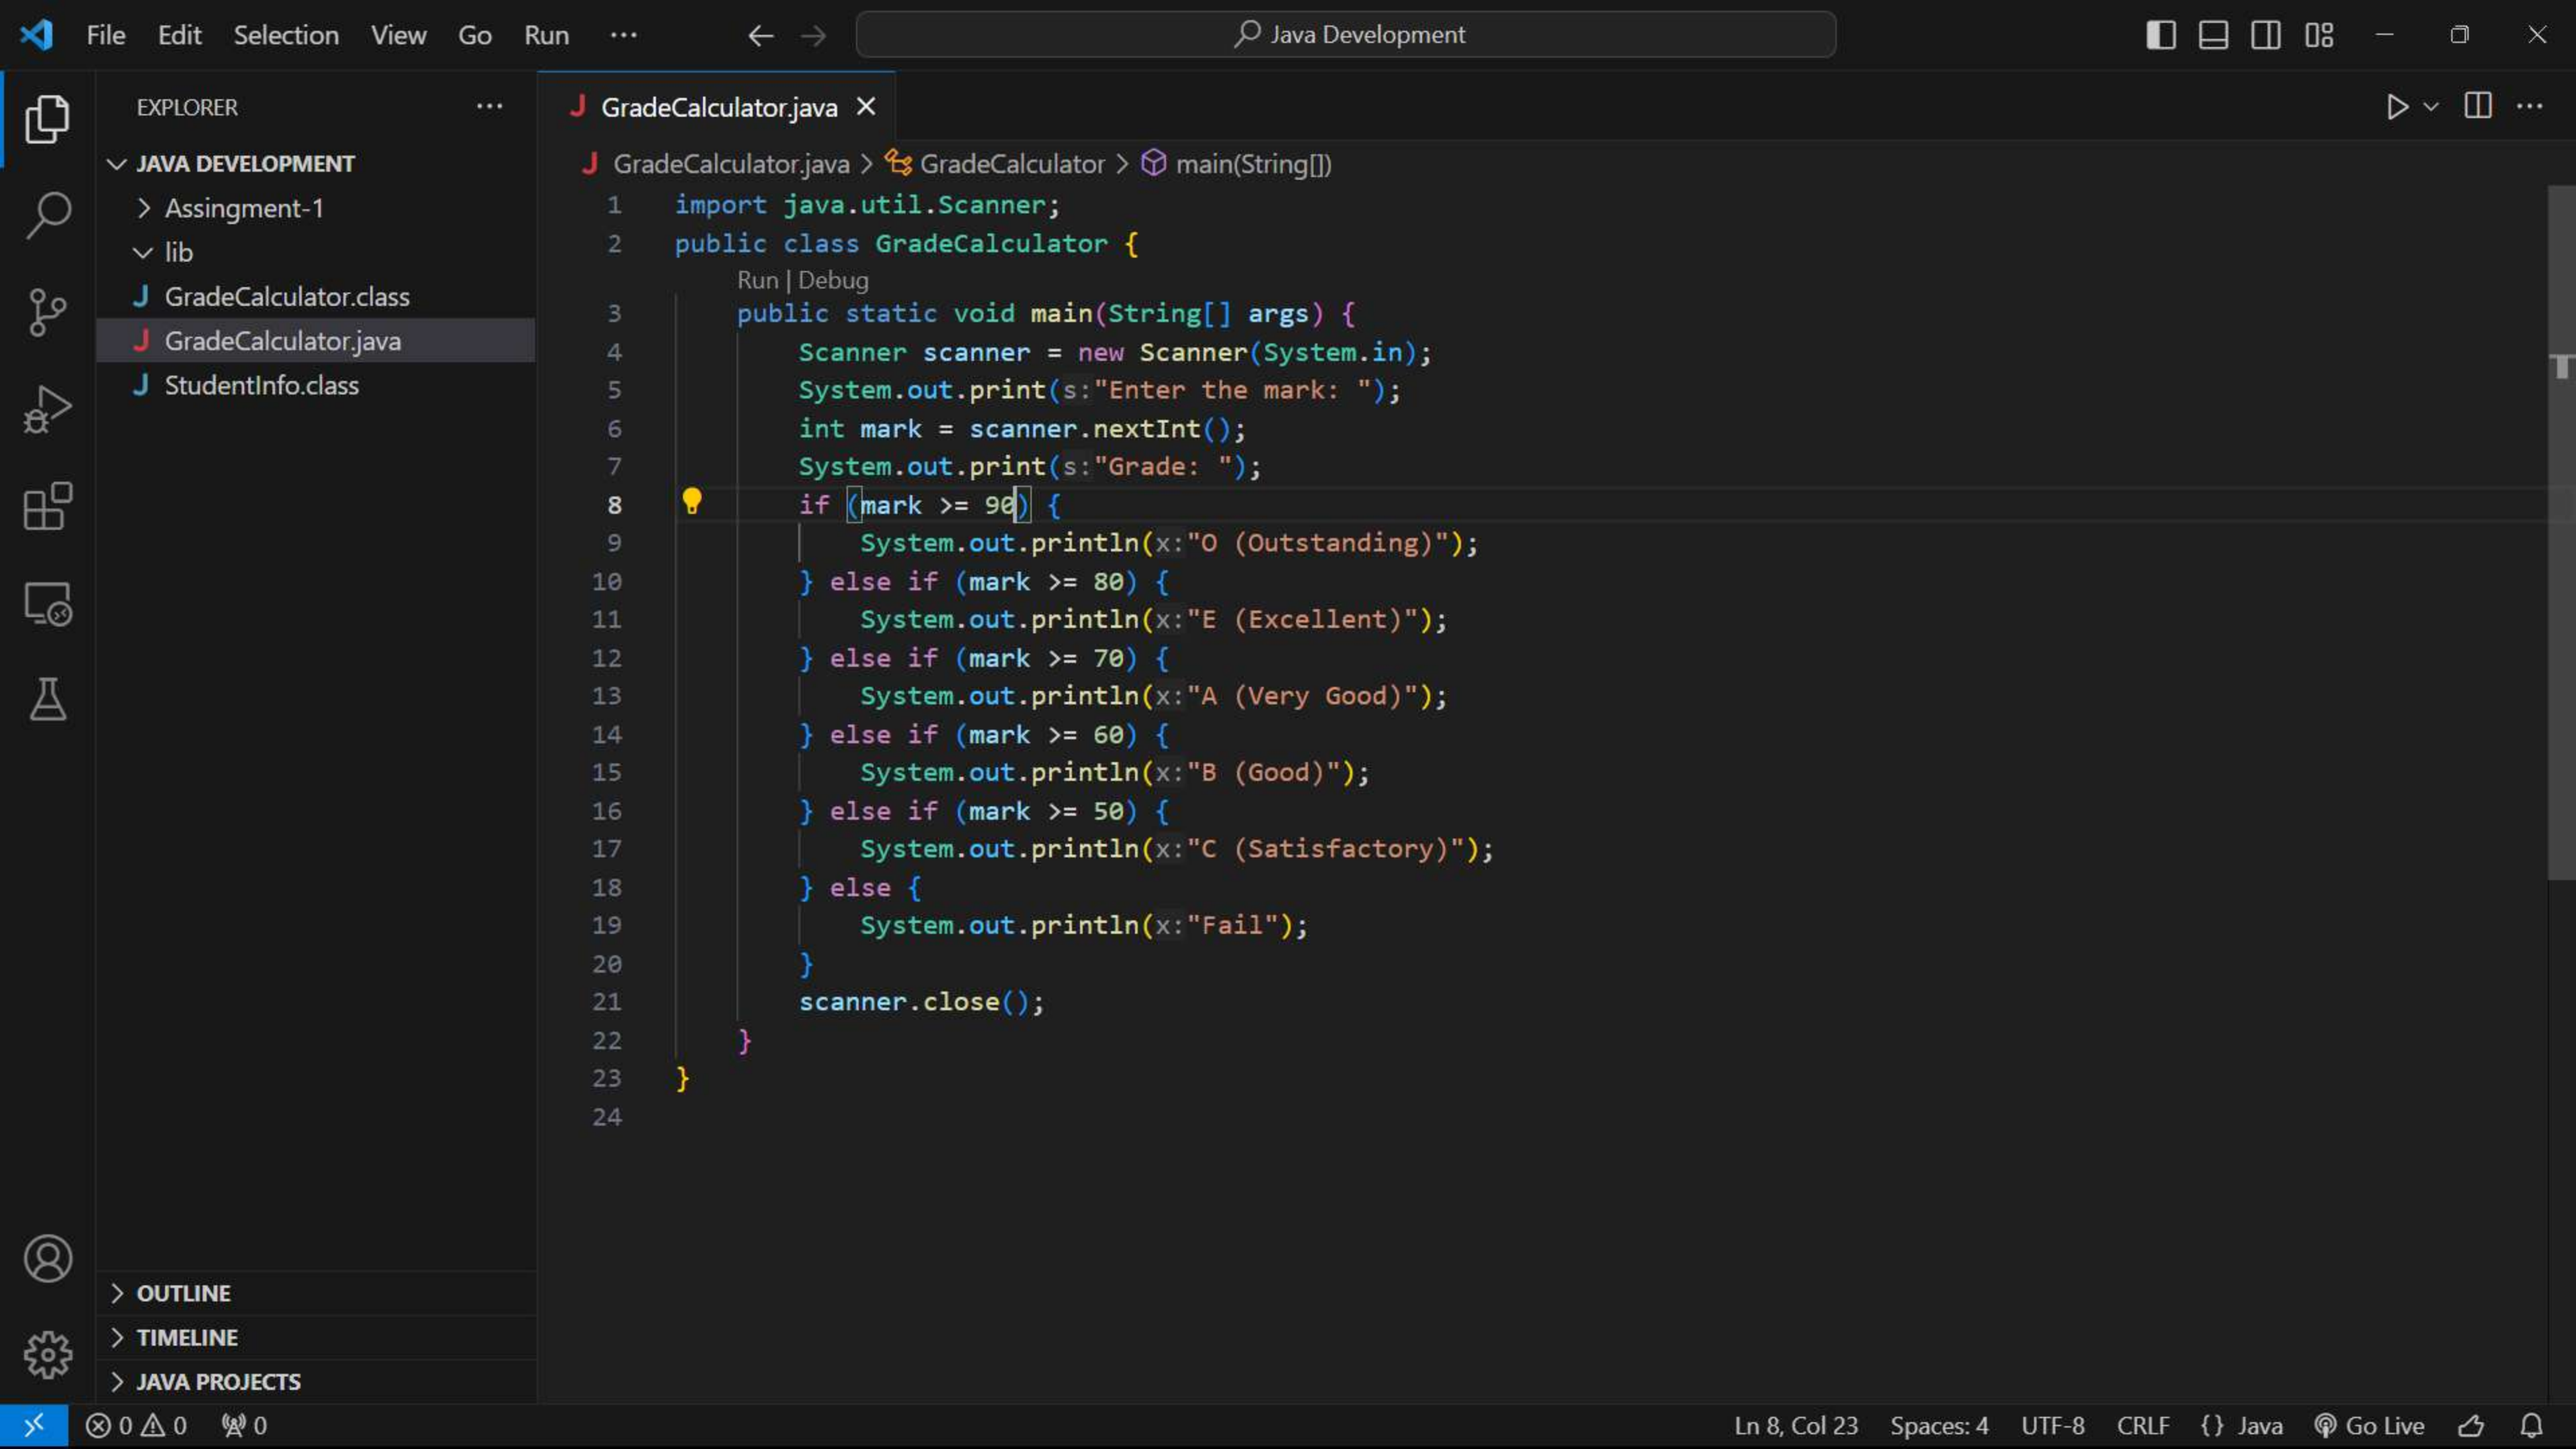 File Edit Selection View Go Run ···
Java Development
EXPLORER ···
JAVA DEVELOPMENT
Assingment-1
lib
GradeCalculator.class
GradeCalculator.java
StudentInfo.class
OUTLINE
TIMELINE
JAVA PROJECTS
GradeCalculator.java
GradeCalculator.java > GradeCalculator > main(String[])
1 import java.util.Scanner;
2 public class GradeCalculator {
Run | Debug
3 public static void main(String[] args) {
4 Scanner scanner = new Scanner(System.in);
5 System.out.print(s:"Enter the mark: ");
6 int mark = scanner.nextInt();
7 System.out.print(s:"Grade: ");
8 if (mark >= 90) {
9 System.out.println(x:"O (Outstanding)");
10 } else if (mark >= 80) {
11 System.out.println(x:"E (Excellent)");
12 } else if (mark >= 70) {
13 System.out.println(x:"A (Very Good)");
14 } else if (mark >= 60) {
15 System.out.println(x:"B (Good)");
16 } else if (mark >= 50) {
17 System.out.println(x:"C (Satisfactory)");
18 } else {
19 System.out.println(x:"Fail");
20 }
21 scanner.close();
22 }
23 }
24
0 0 0 Ln 8, Col 23 Spaces: 4 UTF-8 CRLF {} Java Go Live